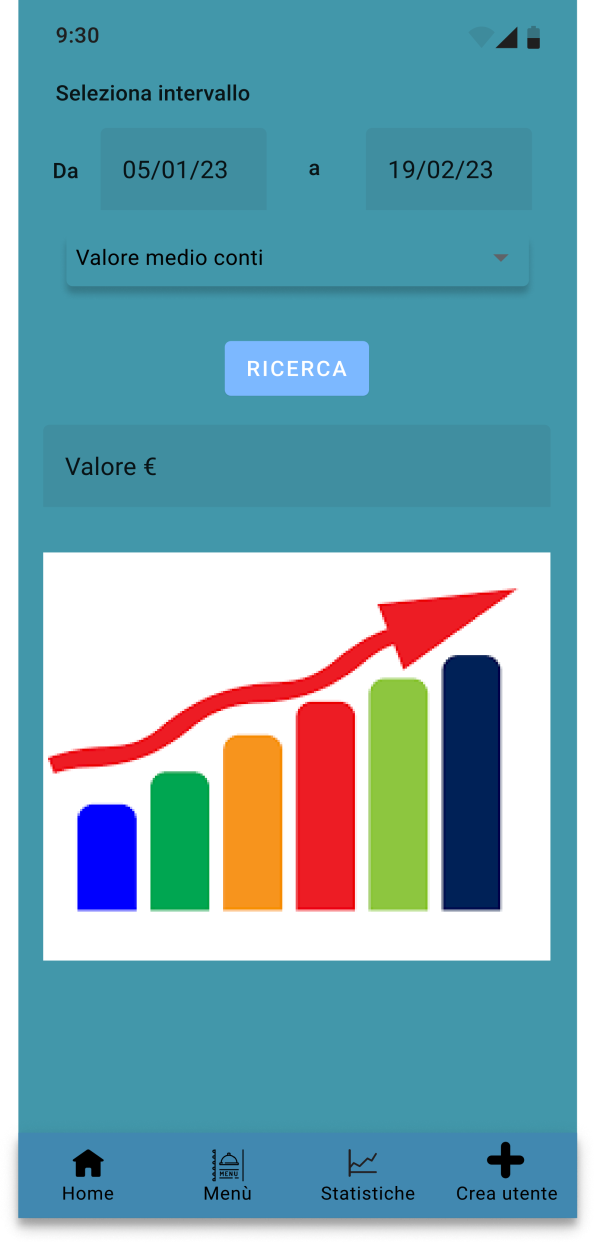 9:30
Seleziona intervallo
Da 05/01/23 a 19/02/23
Valore medio conti
RICERCA
Valore €
MENÙ
Home Menù Statistiche Crea utente